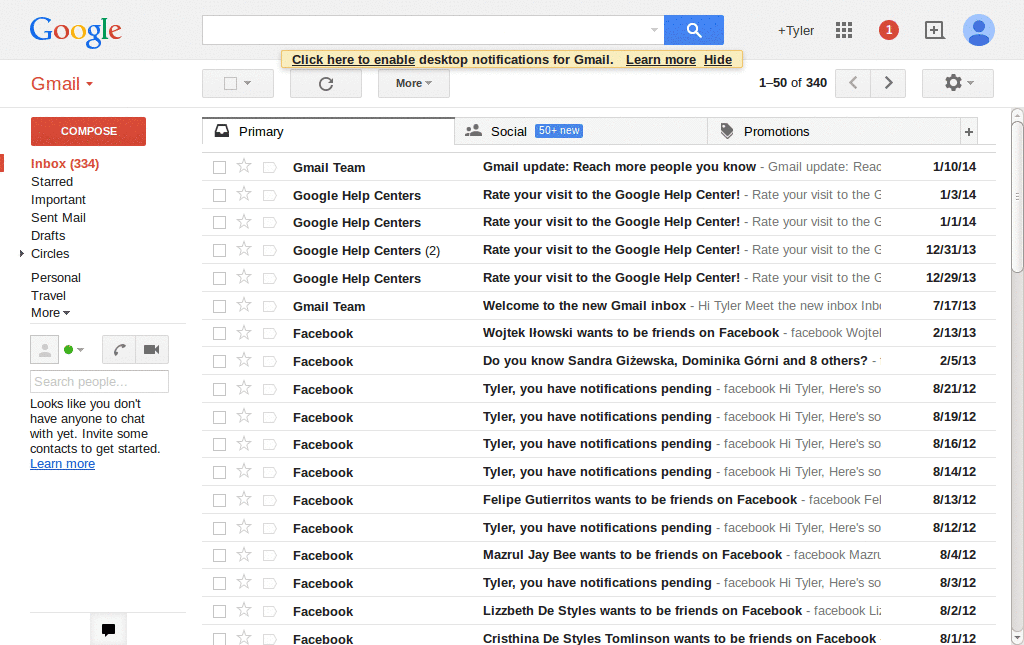 Google
+Tyler
1
Click here to enable desktop notifications for Gmail. Learn more Hide
Gmail
More
1–50 of 340
COMPOSE
Inbox (334)
Starred
Important
Sent Mail
Drafts
Circles
Personal
Travel
More
Search people...
Looks like you don't
have anyone to chat
with yet. Invite some
contacts to get started.
Learn more
Primary
Social 50+ new
Promotions
+
Gmail Team Gmail update: Reach more people you know - Gmail update: Reac 1/10/14
Google Help Centers Rate your visit to the Google Help Center! - Rate your visit to the G 1/3/14
Google Help Centers Rate your visit to the Google Help Center! - Rate your visit to the G 1/1/14
Google Help Centers (2) Rate your visit to the Google Help Center! - Rate your visit to the G 12/31/13
Google Help Centers Rate your visit to the Google Help Center! - Rate your visit to the G 12/29/13
Gmail Team Welcome to the new Gmail inbox - Hi Tyler Meet the new inbox Inbo 7/17/13
Facebook Wojtek Iłowski wants to be friends on Facebook - facebook Wojtel 2/13/13
Facebook Do you know Sandra Giżewska, Dominika Górni and 8 others? - 2/5/13
Facebook Tyler, you have notifications pending - facebook Hi Tyler, Here's so 8/21/12
Facebook Tyler, you have notifications pending - facebook Hi Tyler, Here's so 8/19/12
Facebook Tyler, you have notifications pending - facebook Hi Tyler, Here's so 8/16/12
Facebook Tyler, you have notifications pending - facebook Hi Tyler, Here's so 8/14/12
Facebook Felipe Gutierritos wants to be friends on Facebook - facebook Fel 8/13/12
Facebook Tyler, you have notifications pending - facebook Hi Tyler, Here's so 8/12/12
Facebook Mazrul Jay Bee wants to be friends on Facebook - facebook Mazru 8/4/12
Facebook Tyler, you have notifications pending - facebook Hi Tyler, Here's so 8/3/12
Facebook Lizzbeth De Styles wants to be friends on Facebook - facebook Liz 8/2/12
Facebook Cristhina De Styles Tomlinson wants to be friends on Facebook 8/1/12